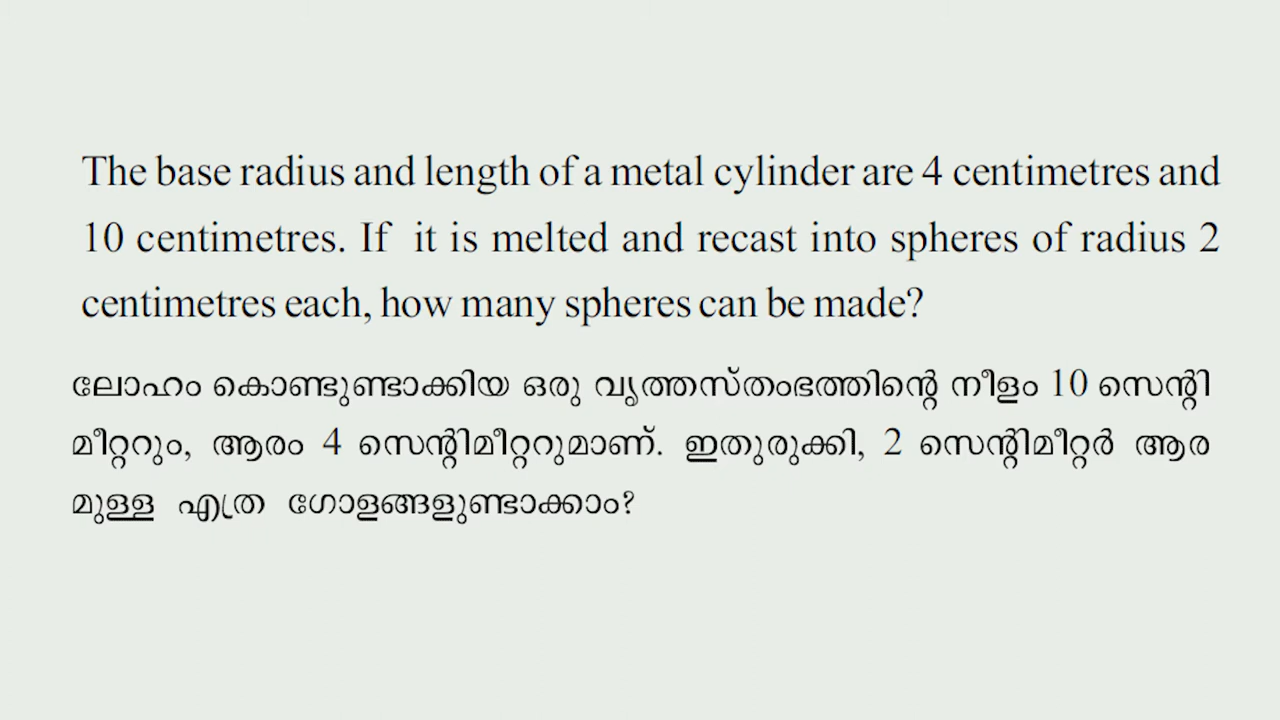 The base radius and length of a metal cylinder are 4 centimetres and
10 centimetres. If it is melted and recast into spheres of radius 2
centimetres each, how many spheres can be made?
ലോഹം കൊണ്ടുണ്ടാക്കിയ ഒരു വൃത്തസ്തംഭത്തിന്റെ നീളം 10 സെന്റി
മീറ്ററും, ആരം 4 സെന്റിമീറ്ററുമാണ്. ഇതുരുക്കി, 2 സെന്റിമീറ്റർ ആര
മുള്ള എത്ര ഗോളങ്ങളുണ്ടാക്കാം?